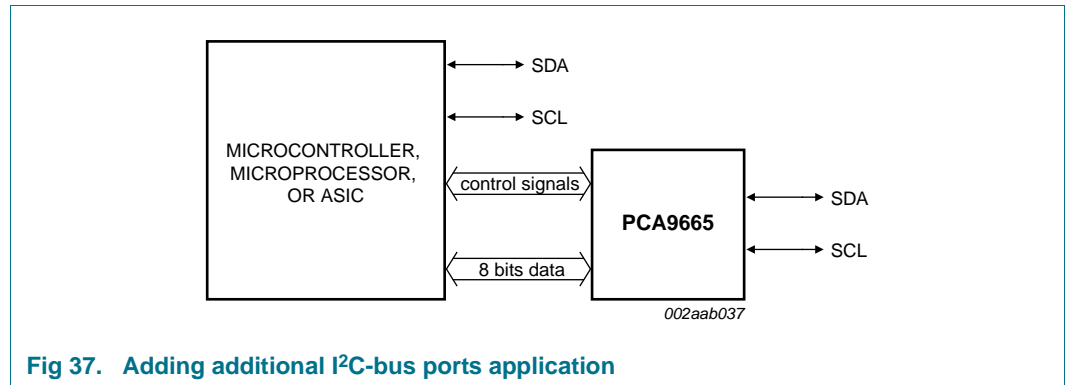 SDA
SCL
MICROCONTROLLER,
MICROPROCESSOR,
OR ASIC
control signals
8 bits data
PCA9665
SDA
SCL
002aab037
Fig 37. Adding additional I²C-bus ports application